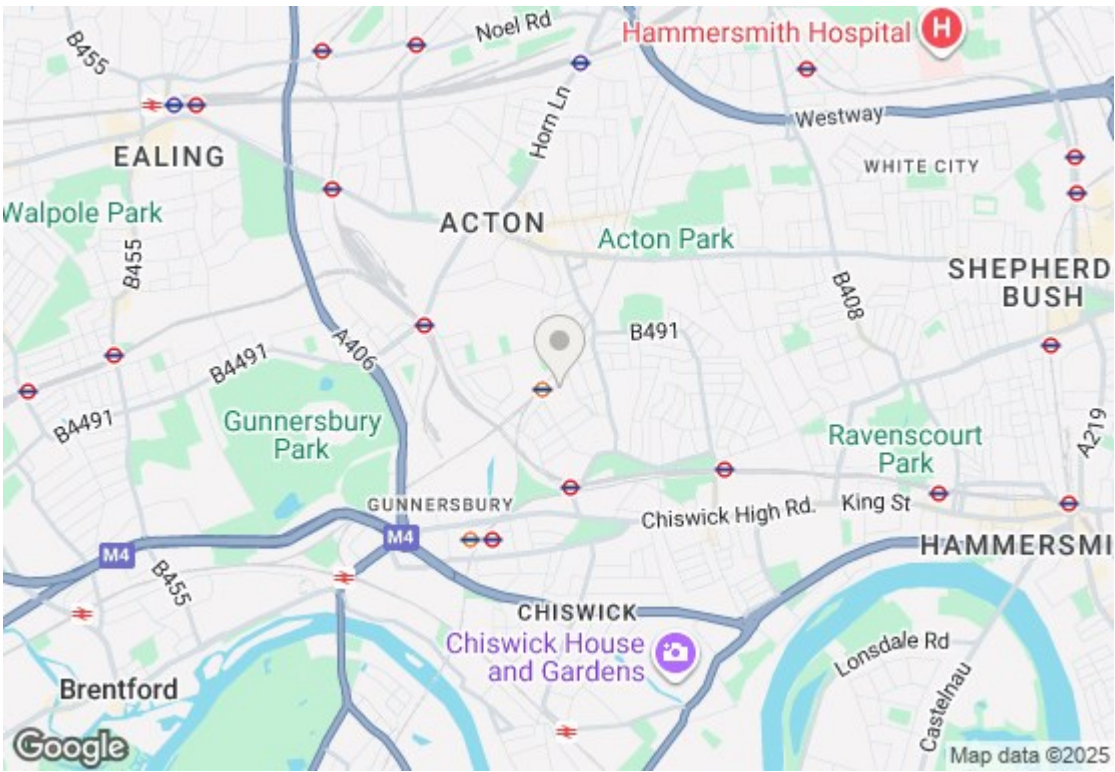 Noel Rd
Hammersmith Hospital
H
B455
Horn Ln
Westway
EALING
WHITE CITY
Walpole Park
ACTON
Acton Park
B455
SHEPHERD
BUSH
B408
B491
A406
B4491
B4491
Gunnersbury
Park
Ravenscourt
Park
A219
GUNNERSBURY
Chiswick High Rd.
King St
M4
M4
HAMMERSMI
B455
CHISWICK
Chiswick House
and Gardens
Lonsdale Rd
Brentford
Castelnau
Google
Map data ©2025